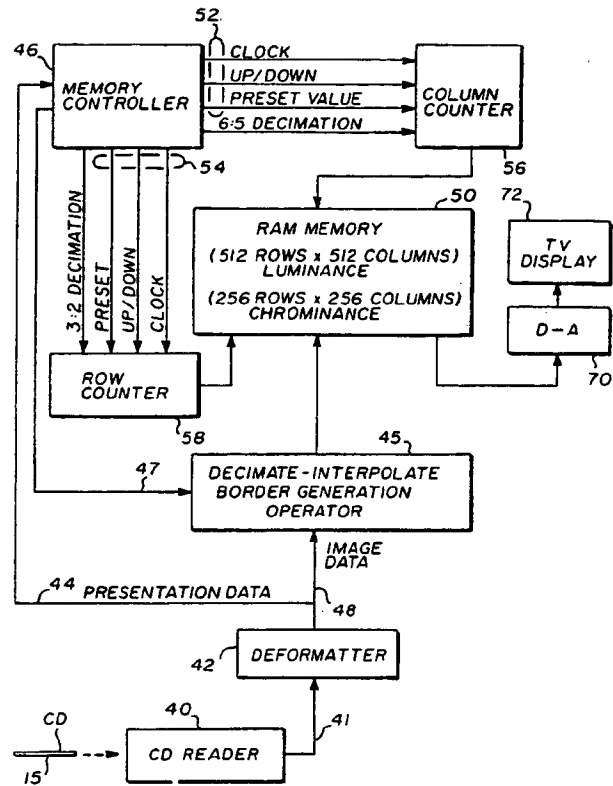 52
46
CLOCK
UP/DOWN
PRESET VALUE
6:5 DECIMATION
MEMORY
CONTROLLER
COLUMN
COUNTER
56
54
3:2 DECIMATION
PRESET
UP/DOWN
CLOCK
50
RAM MEMORY
(512 ROWS x 512 COLUMNS)
LUMINANCE
(256 ROWS x 256 COLUMNS)
CHROMINANCE
72
TV
DISPLAY
D-A
70
ROW
COUNTER
58
45
47
DECIMATE-INTERPOLATE
BORDER GENERATION
OPERATOR
IMAGE
DATA
44
PRESENTATION DATA
48
42
DEFORMATTER
40
41
CD
15
CD READER